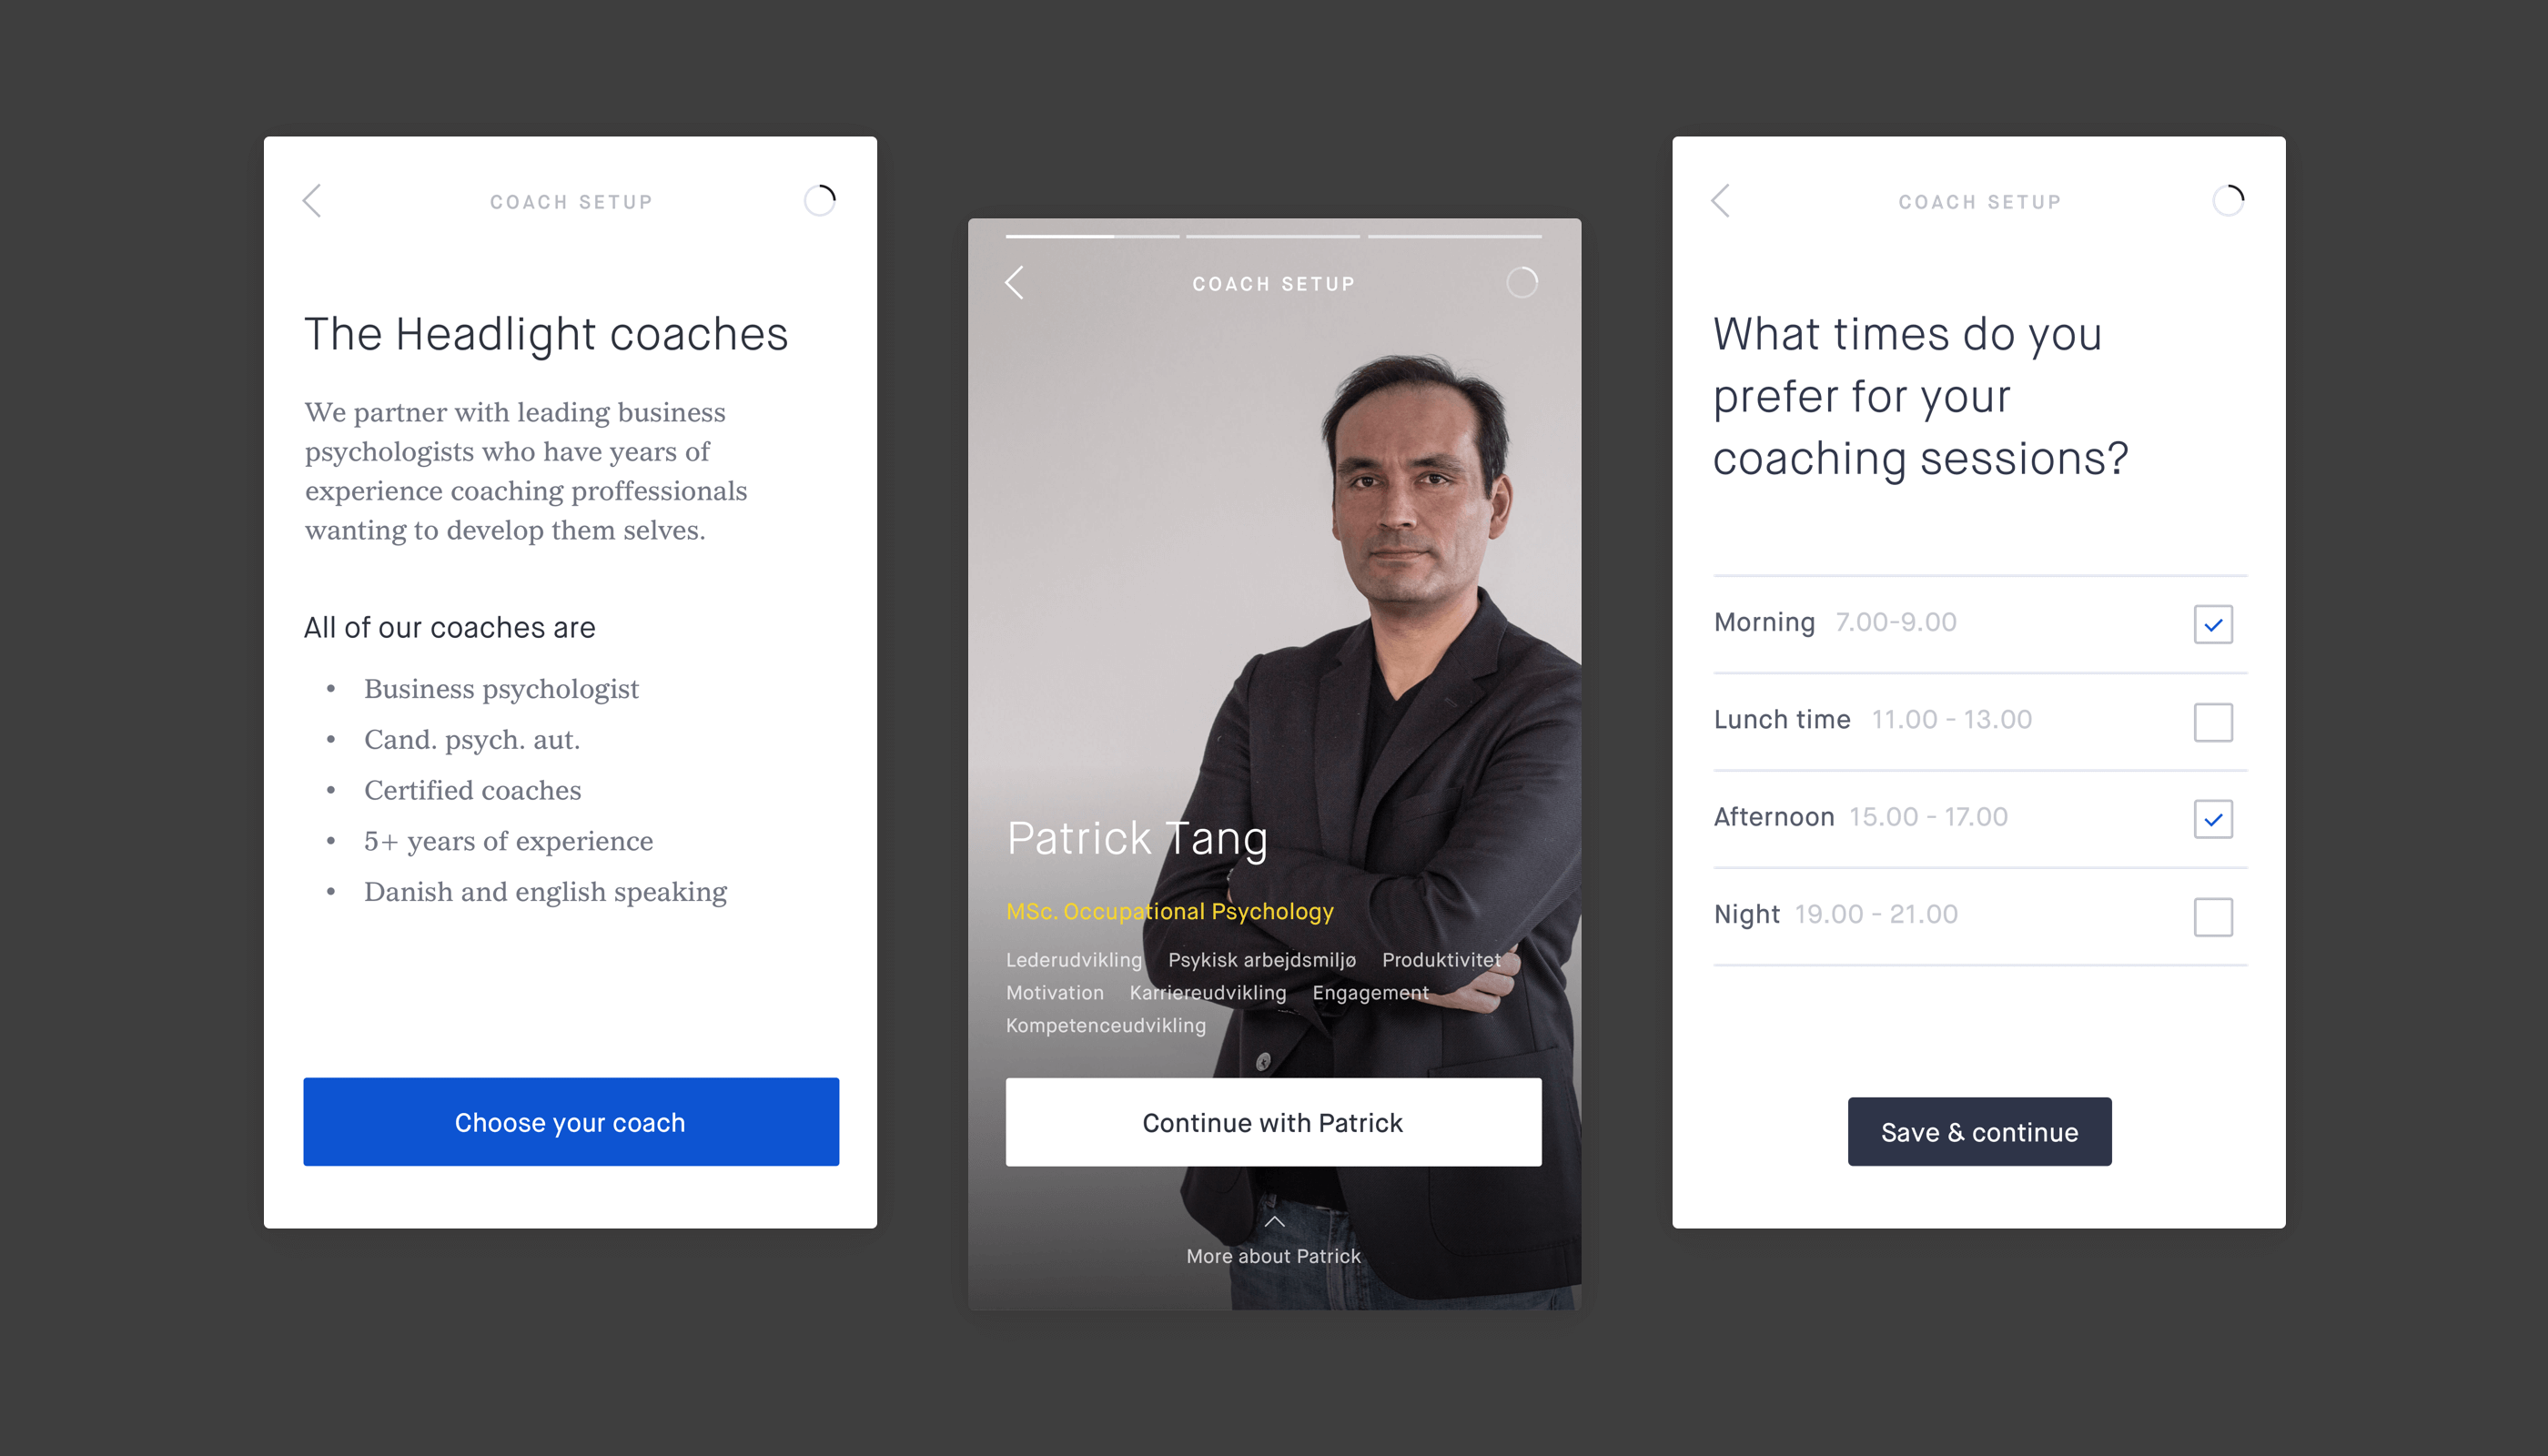 COACH SETUP
The Headlight coaches
We partner with leading business
psychologists who have years of
experience coaching proffessionals
wanting to develop them selves.
All of our coaches are
• Business psychologist
• Cand. psych. aut.
• Certified coaches
• 5+ years of experience
• Danish and english speaking
Choose your coach
COACH SETUP
Patrick Tang
MSc. Occupational Psychology
Lederudvikling Psykisk arbejdsmiljø Produktivitet
Motivation Karriereudvikling Engagement
Kompetenceudvikling
Continue with Patrick
More about Patrick
COACH SETUP
What times do you
prefer for your
coaching sessions?
Morning 7.00-9.00
Lunch time 11.00 - 13.00
Afternoon 15.00 - 17.00
Night 19.00 - 21.00
Save & continue